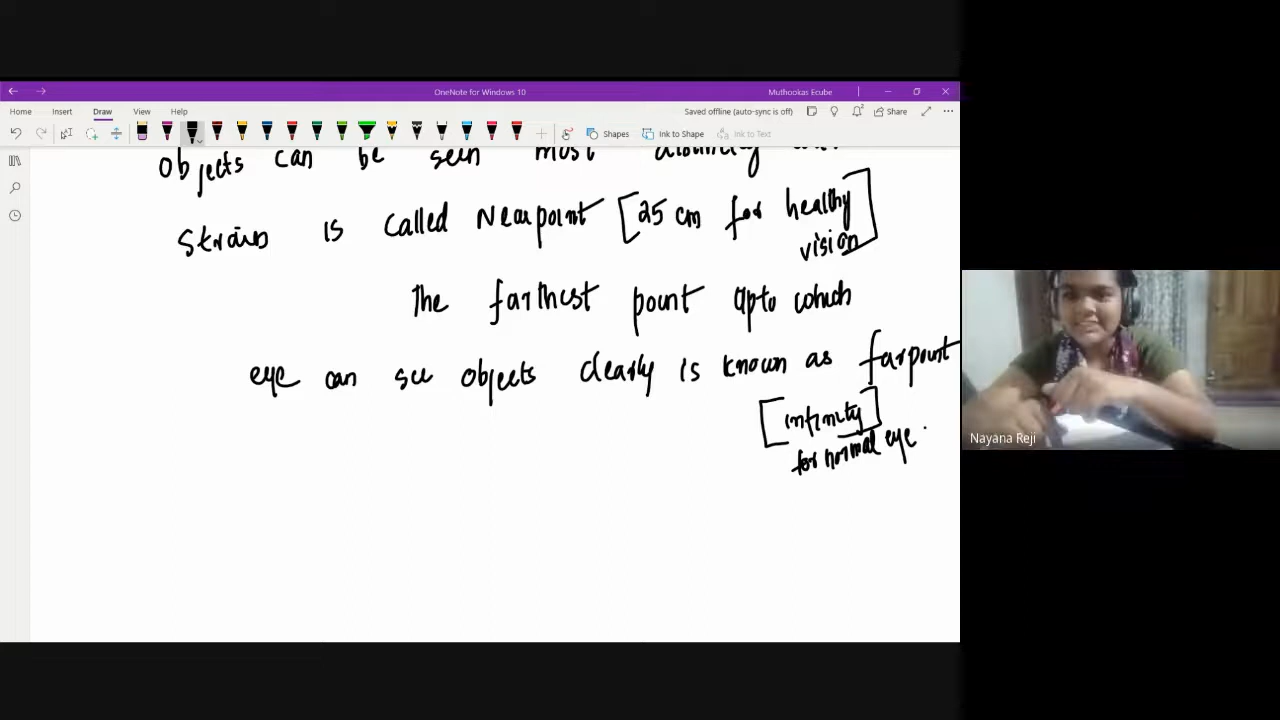 OneNote for Windows 10
Muthookas Ecube
Home Insert Draw View Help
Saved offline (auto-sync is off)
Share
Shapes
Ink to Shape
Ink to Text
Objects can be seen most
strain is called Nearpoint [25 cm for healthy
vision]
The farthest point upto which
eye can see objects clearly is known as farpoint
[infinity]
for normal eye.
Nayana Reji